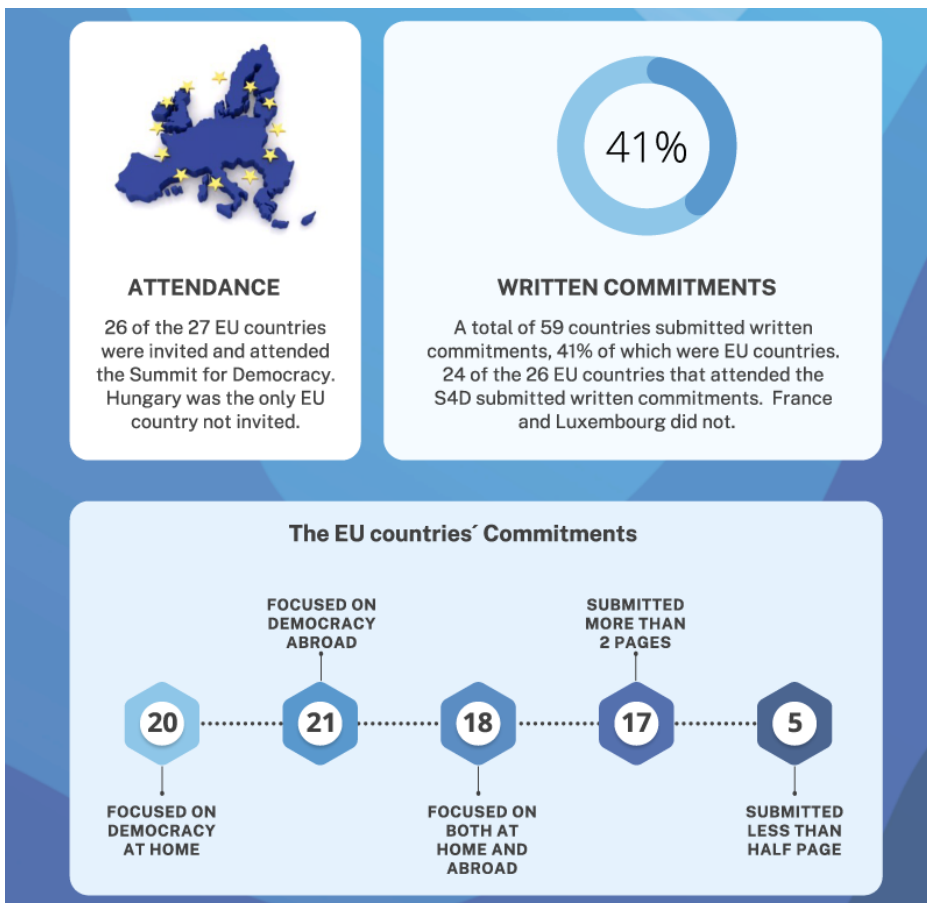 ATTENDANCE
26 of the 27 EU countries
were invited and attended
the Summit for Democracy.
Hungary was the only EU
country not invited.
41%
WRITTEN COMMITMENTS
A total of 59 countries submitted written
commitments, 41% of which were EU countries.
24 of the 26 EU countries that attended the
S4D submitted written commitments.  France
and Luxembourg did not.
The EU countries´ Commitments
20
FOCUSED ON
DEMOCRACY
AT HOME
FOCUSED ON
DEMOCRACY
ABROAD
21
18
FOCUSED ON
BOTH AT
HOME AND
ABROAD
SUBMITTED
MORE THAN
2 PAGES
17
5
SUBMITTED
LESS THAN
HALF PAGE